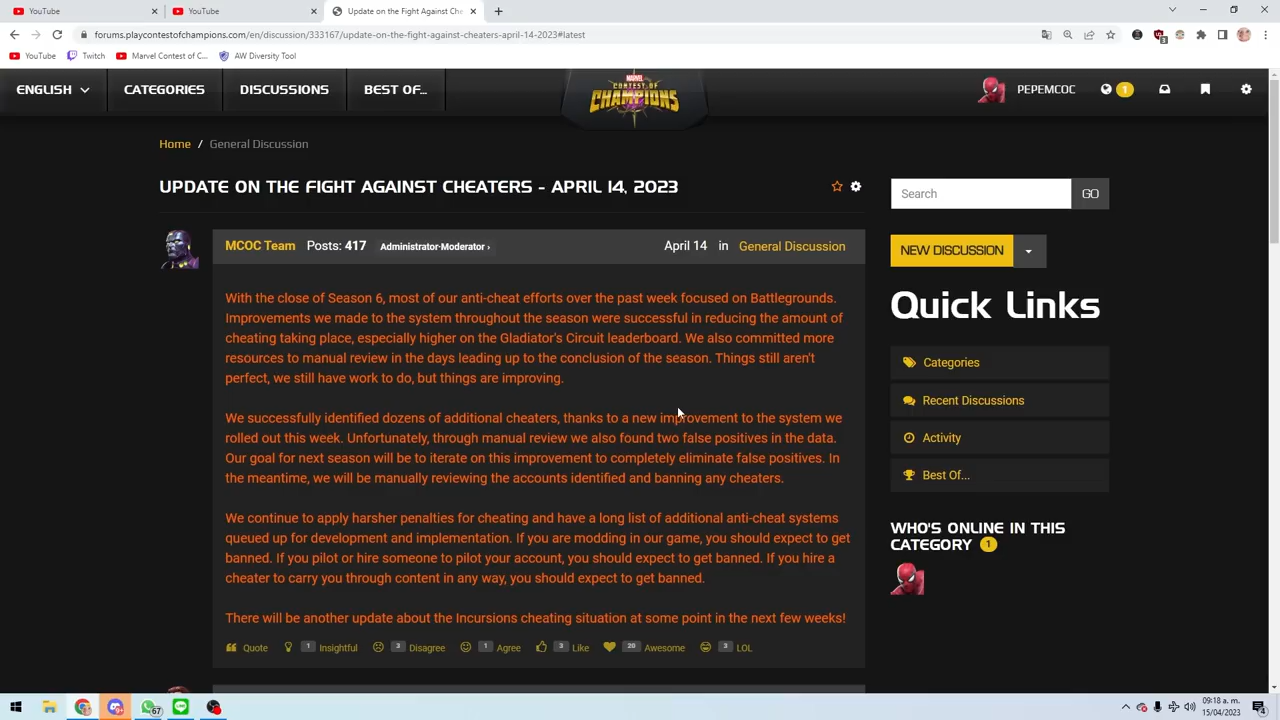 YouTube
YouTube
Update on the Fight Against Che
forums.playcontestofchampions.com/en/discussion/333167/update-on-the-fight-against-cheaters-april-14-2023#latest
YouTube
Twitch
Marvel Contest of C...
AW Diversity Tool
ENGLISH
CATEGORIES
DISCUSSIONS
BEST OF...
MARVEL
CONTEST OF
CHAMPIONS
PEPEMCOC
1
Home / General Discussion
UPDATE ON THE FIGHT AGAINST CHEATERS - APRIL 14, 2023
Search
GO
MCOC Team Posts: 417 Administrator-Moderator ›
April 14 in General Discussion
With the close of Season 6, most of our anti-cheat efforts over the past week focused on Battlegrounds.
Improvements we made to the system throughout the season were successful in reducing the amount of
cheating taking place, especially higher on the Gladiator's Circuit leaderboard. We also committed more
resources to manual review in the days leading up to the conclusion of the season. Things still aren't
perfect, we still have work to do, but things are improving.
We successfully identified dozens of additional cheaters, thanks to a new improvement to the system we
rolled out this week. Unfortunately, through manual review we also found two false positives in the data.
Our goal for next season will be to iterate on this improvement to completely eliminate false positives. In
the meantime, we will be manually reviewing the accounts identified and banning any cheaters.
We continue to apply harsher penalties for cheating and have a long list of additional anti-cheat systems
queued up for development and implementation. If you are modding in our game, you should expect to get
banned. If you pilot or hire someone to pilot your account, you should expect to get banned. If you hire a
cheater to carry you through content in any way, you should expect to get banned.
There will be another update about the Incursions cheating situation at some point in the next few weeks!
Quote
1 Insightful
3 Disagree
1 Agree
3 Like
20 Awesome
3 LOL
NEW DISCUSSION
Quick Links
Categories
Recent Discussions
Activity
Best Of...
WHO'S ONLINE IN THIS
CATEGORY 1
67
09:18 a. m.
15/04/2023
4